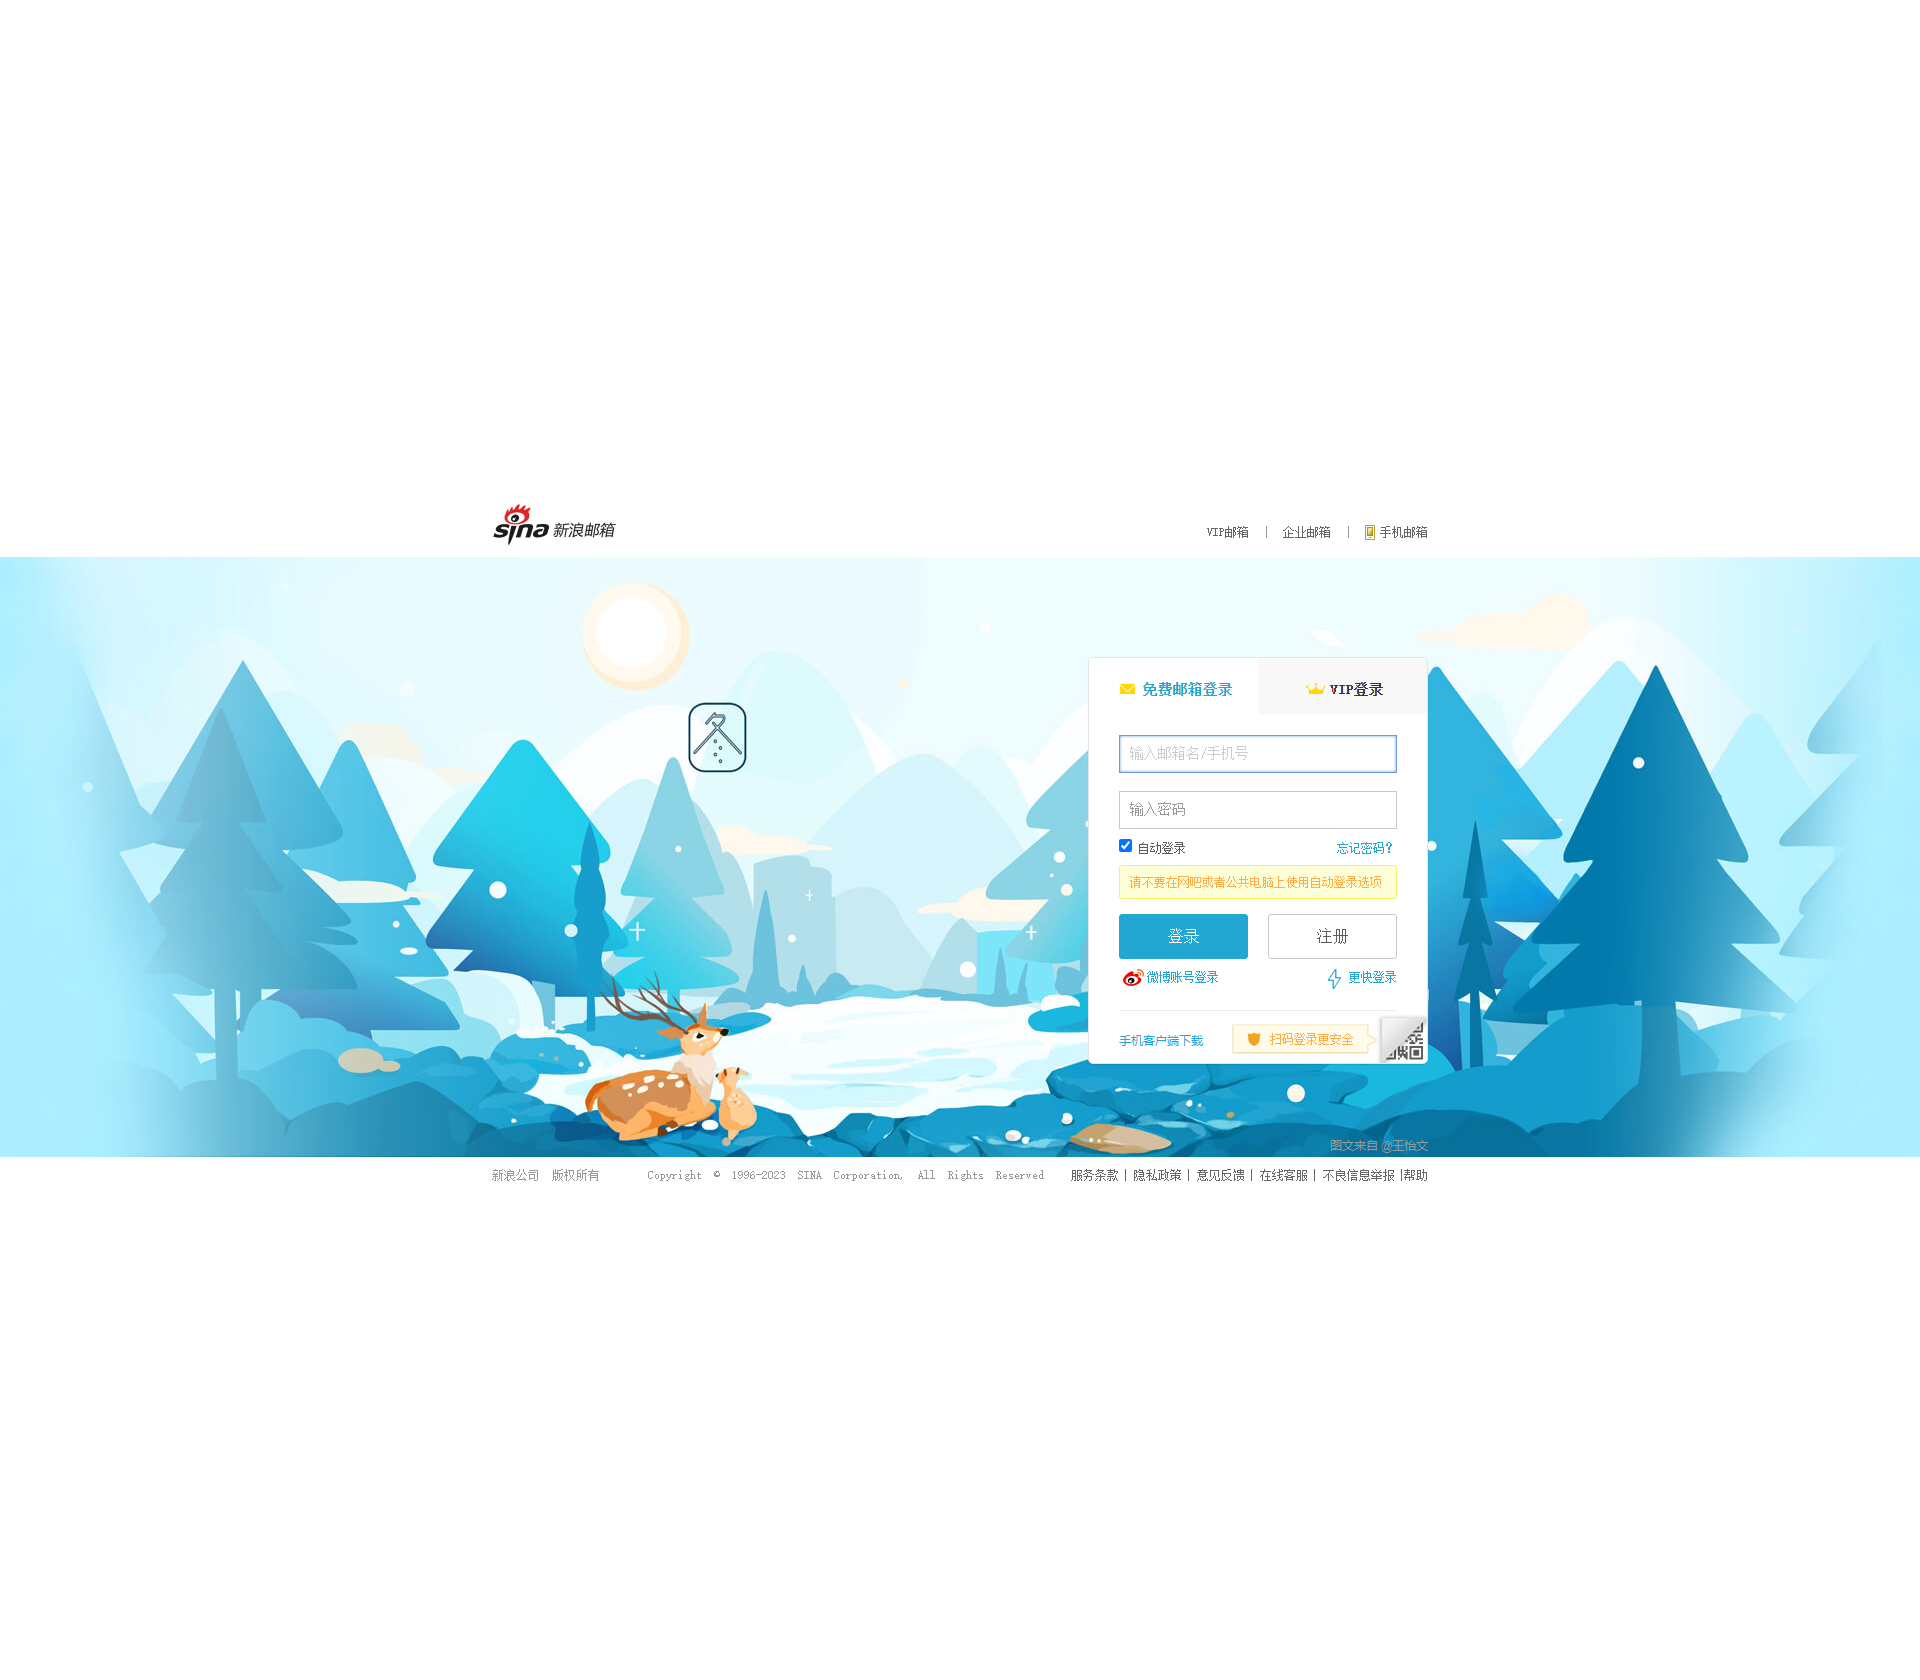 sina 新浪邮箱
VIP邮箱 | 企业邮箱 | 手机邮箱
免费邮箱登录
VIP登录
输入邮箱名/手机号
输入密码
自动登录 忘记密码?
请不要在网吧或者公共电脑上使用自动登录选项
登录 注册
微博账号登录 更快登录
手机客户端下载 扫码登录更安全
图文来自 @王怡文
新浪公司 版权所有 Copyright © 1996-2023 SINA Corporation, All Rights Reserved 服务条款 | 隐私政策 | 意见反馈 | 在线客服 | 不良信息举报 |帮助